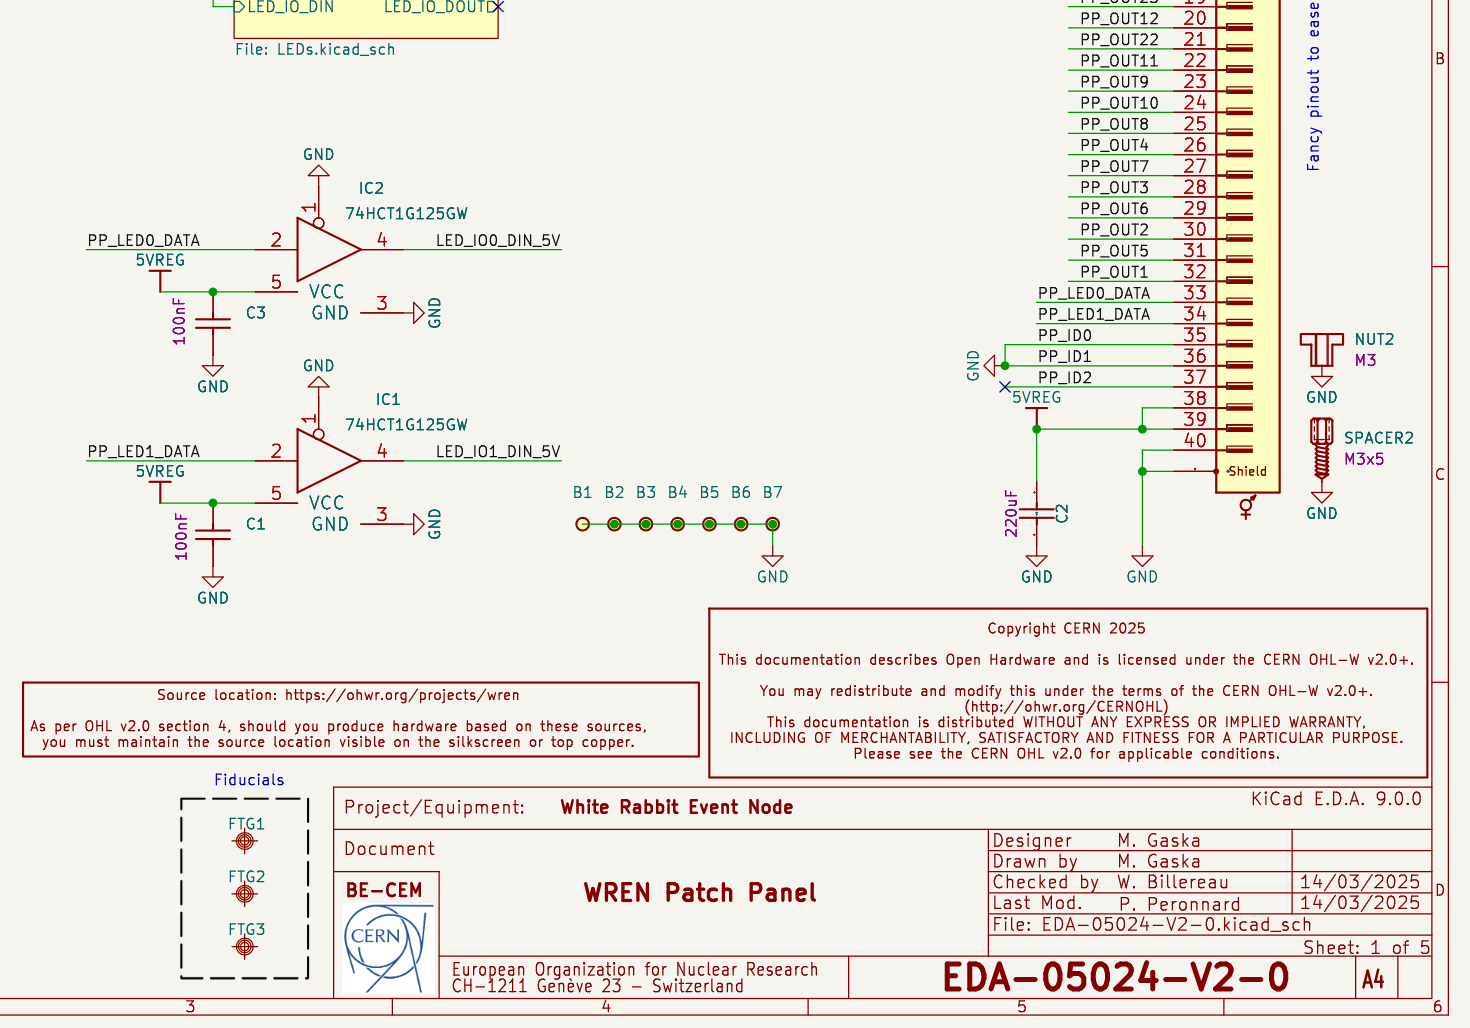 LED_IO_DIN
LED_IO_DOUT
File: LEDs.kicad_sch
PP_OUT12 20
PP_OUT22 21
PP_OUT11 22
PP_OUT9 23
PP_OUT10 24
PP_OUT8 25
PP_OUT4 26
PP_OUT7 27
PP_OUT3 28
PP_OUT6 29
PP_OUT2 30
PP_OUT5 31
PP_OUT1 32
PP_LED0_DATA 33
PP_LED1_DATA 34
PP_ID0 35
PP_ID1 36
PP_ID2 37
38
39
40
Shield
GND
5VREG
220uF
C2
GND
GND
Fancy pinout to ease
NUT2
M3
GND
SPACER2
M3x5
GND
GND
IC2
74HCT1G125GW
1
PP_LED0_DATA
2
4
LED_IO0_DIN_5V
5VREG
5
VCC
GND
3
GND
100nF
C3
GND
GND
IC1
74HCT1G125GW
1
PP_LED1_DATA
2
4
LED_IO1_DIN_5V
5VREG
5
VCC
GND
3
GND
100nF
C1
GND
B1 B2 B3 B4 B5 B6 B7
GND
Copyright CERN 2025
This documentation describes Open Hardware and is licensed under the CERN OHL-W v2.0+.
You may redistribute and modify this under the terms of the CERN OHL-W v2.0+.
(http://ohwr.org/CERNOHL)
This documentation is distributed WITHOUT ANY EXPRESS OR IMPLIED WARRANTY,
INCLUDING OF MERCHANTABILITY, SATISFACTORY AND FITNESS FOR A PARTICULAR PURPOSE.
Please see the CERN OHL v2.0 for applicable conditions.
Source location: https://ohwr.org/projects/wren
As per OHL v2.0 section 4, should you produce hardware based on these sources,
you must maintain the source location visible on the silkscreen or top copper.
Fiducials
FTG1
FTG2
FTG3
Project/Equipment: White Rabbit Event Node
KiCad E.D.A. 9.0.0
Document
BE-CEM
CERN
WREN Patch Panel
Designer M. Gaska
Drawn by M. Gaska
Checked by W. Billereau 14/03/2025
Last Mod. P. Peronnard 14/03/2025
File: EDA-05024-V2-0.kicad_sch
Sheet: 1 of 5
European Organization for Nuclear Research
CH-1211 Genève 23 - Switzerland
EDA-05024-V2-0
A4
B
C
D
3 4 5 6